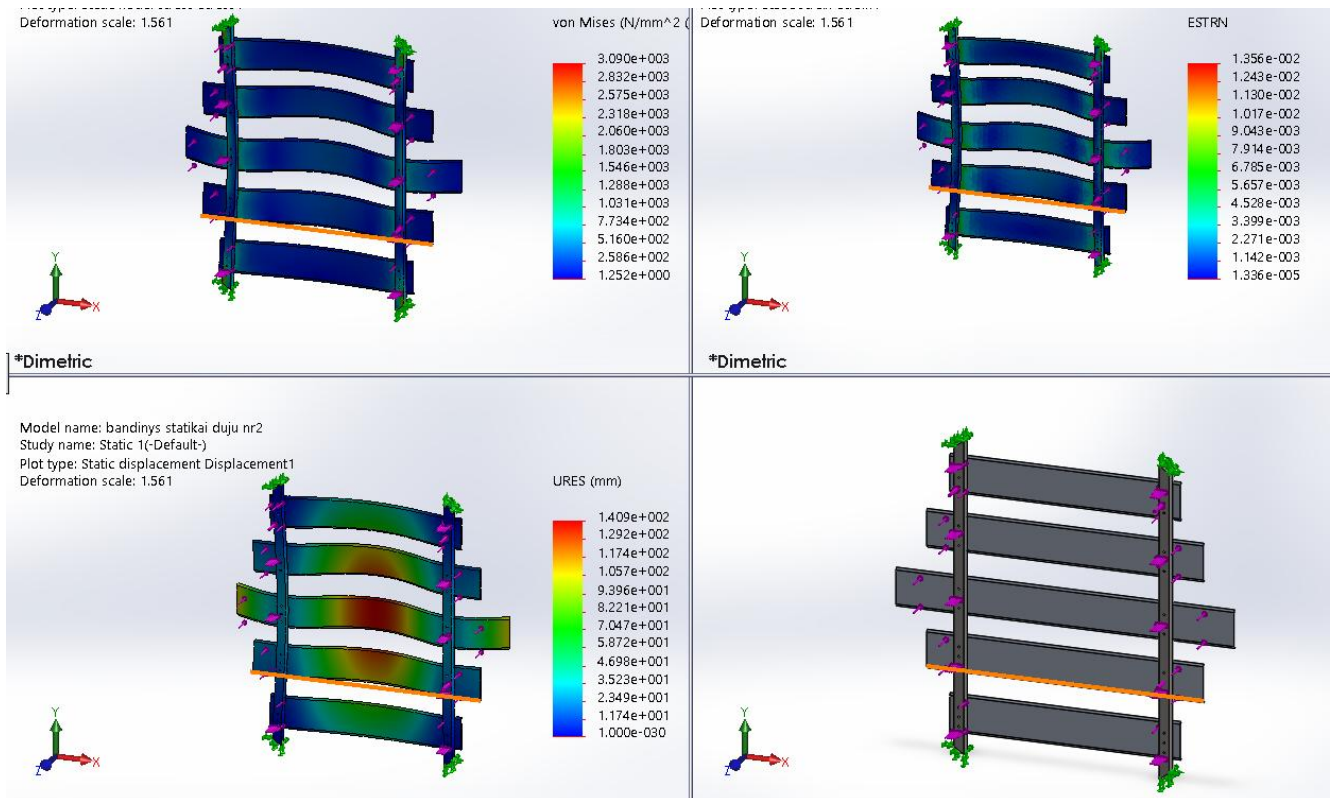 Deformation scale: 1.561
von Mises (N/mm^2 (
3.090e+003
2.832e+003
2.575e+003
2.318e+003
2.060e+003
1.803e+003
1.546e+003
1.288e+003
1.031e+003
7.734e+002
5.160e+002
2.586e+002
1.252e+000
Y
X
Z
*Dimetric
Deformation scale: 1.561
ESTRN
1.356e-002
1.243e-002
1.130e-002
1.017e-002
9.043e-003
7.914e-003
6.785e-003
5.657e-003
4.528e-003
3.399e-003
2.271e-003
1.142e-003
1.336e-005
Y
X
Z
*Dimetric
Model name: bandinys statikai duju nr2
Study name: Static 1(-Default-)
Plot type: Static displacement Displacement1
Deformation scale: 1.561
URES (mm)
1.409e+002
1.292e+002
1.174e+002
1.057e+002
9.396e+001
8.221e+001
7.047e+001
5.872e+001
4.698e+001
3.523e+001
2.349e+001
1.174e+001
1.000e-030
Y
X
Z
Y
X
Z